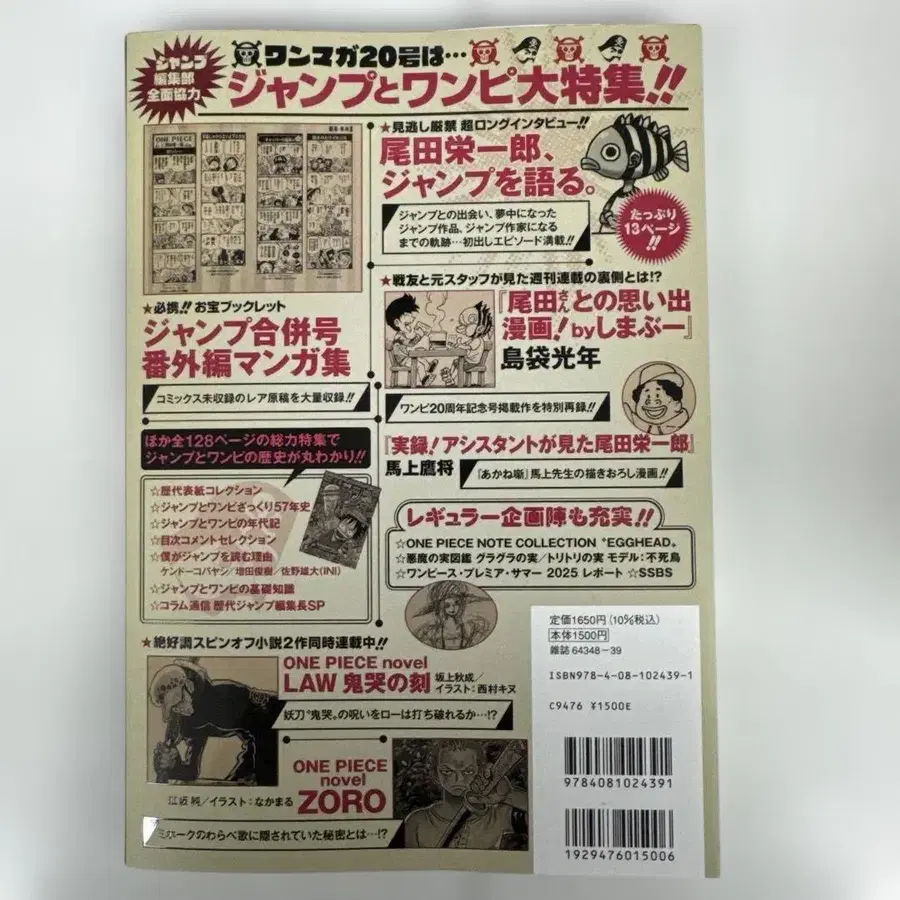 ジャンプ
編集部
全面協力
ワンマガ20号は…
ジャンプとワンピ大特集!!
★見逃し厳禁 超ロングインタビュー!!
尾田栄一郎、
ジャンプを語る。
ジャンプとの出会い、夢中になった
ジャンプ作品、ジャンプ作家になる
までの軌跡…初出しエピソード満載!!
たっぷり
13ページ
!!
ONE PIECE
★必携!! お宝ブックレット
ジャンプ合併号
番外編マンガ集
コミックス未収録のレア原稿を大量収録!!
★戦友と元スタッフが見た週刊連載の裏側とは!?
『尾田さんとの思い出
漫画!byしまぶー』
島袋光年
ワンピ20周年記念号掲載作を特別再録!!
『実録!アシスタントが見た尾田栄一郎』
馬上鷹将
『あかね噺』馬上先生の描きおろし漫画!!
ほか全128ページの総力特集で
ジャンプとワンピの歴史が丸わかり!!
☆歴代表紙コレクション
☆ジャンプとワンピざっくり57年史
☆ジャンプとワンピの年代記
☆目次コメントセレクション
☆僕がジャンプを読む理由
ケンドーコバヤシ/増田俊樹/佐野雄大(INI)
☆ジャンプとワンピの基礎知識
☆コラム通信 歴代ジャンプ編集長SP
レギュラー企画陣も充実!!
☆ONE PIECE NOTE COLLECTION "EGGHEAD"
☆悪魔の実図鑑 グラグラの実/トリトリの実 モデル:不死鳥
☆ワンピース・プレミア・サマー 2025 レポート ☆SSBS
★絶好調スピンオフ小説2作同時連載中!!
ONE PIECE novel
LAW 鬼哭の刻
坂上秋成/
イラスト:西村キヌ
妖刀"鬼哭"の呪いをローは打ち破れるか…!?
ONE PIECE
novel
ZORO
江坂 純/イラスト:なかまる
ミホークのわらべ歌に隠されていた秘密とは…!?
定価1650円(10%税込)
本体1500円
雑誌 64348-39
ISBN978-4-08-102439-1
C9476 ¥1500E
9784081024391
1929476015006